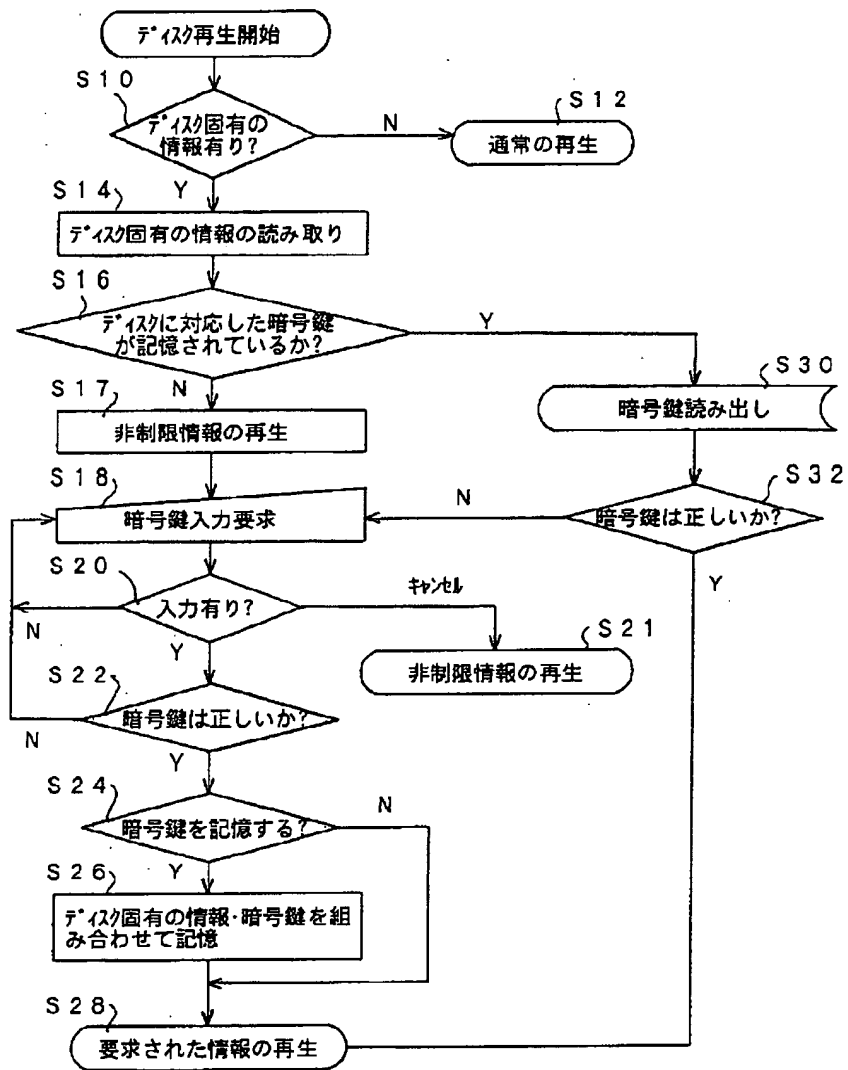 ディスク再生開始
S10
ディスク固有の
情報有り?
N
S12
通常の再生
Y
S14
ディスク固有の情報の読み取り
S16
ディスクに対応した暗号鍵
が記憶されているか?
Y
N
S17
非制限情報の再生
S30
暗号鍵読み出し
S18
暗号鍵入力要求
N
S32
暗号鍵は正しいか?
Y
S20
入力有り?
キャンセル
N
Y
S21
非制限情報の再生
S22
暗号鍵は正しいか?
N
Y
S24
暗号鍵を記憶する?
N
Y
S26
ディスク固有の情報・暗号鍵を組
み合わせて記憶
S28
要求された情報の再生